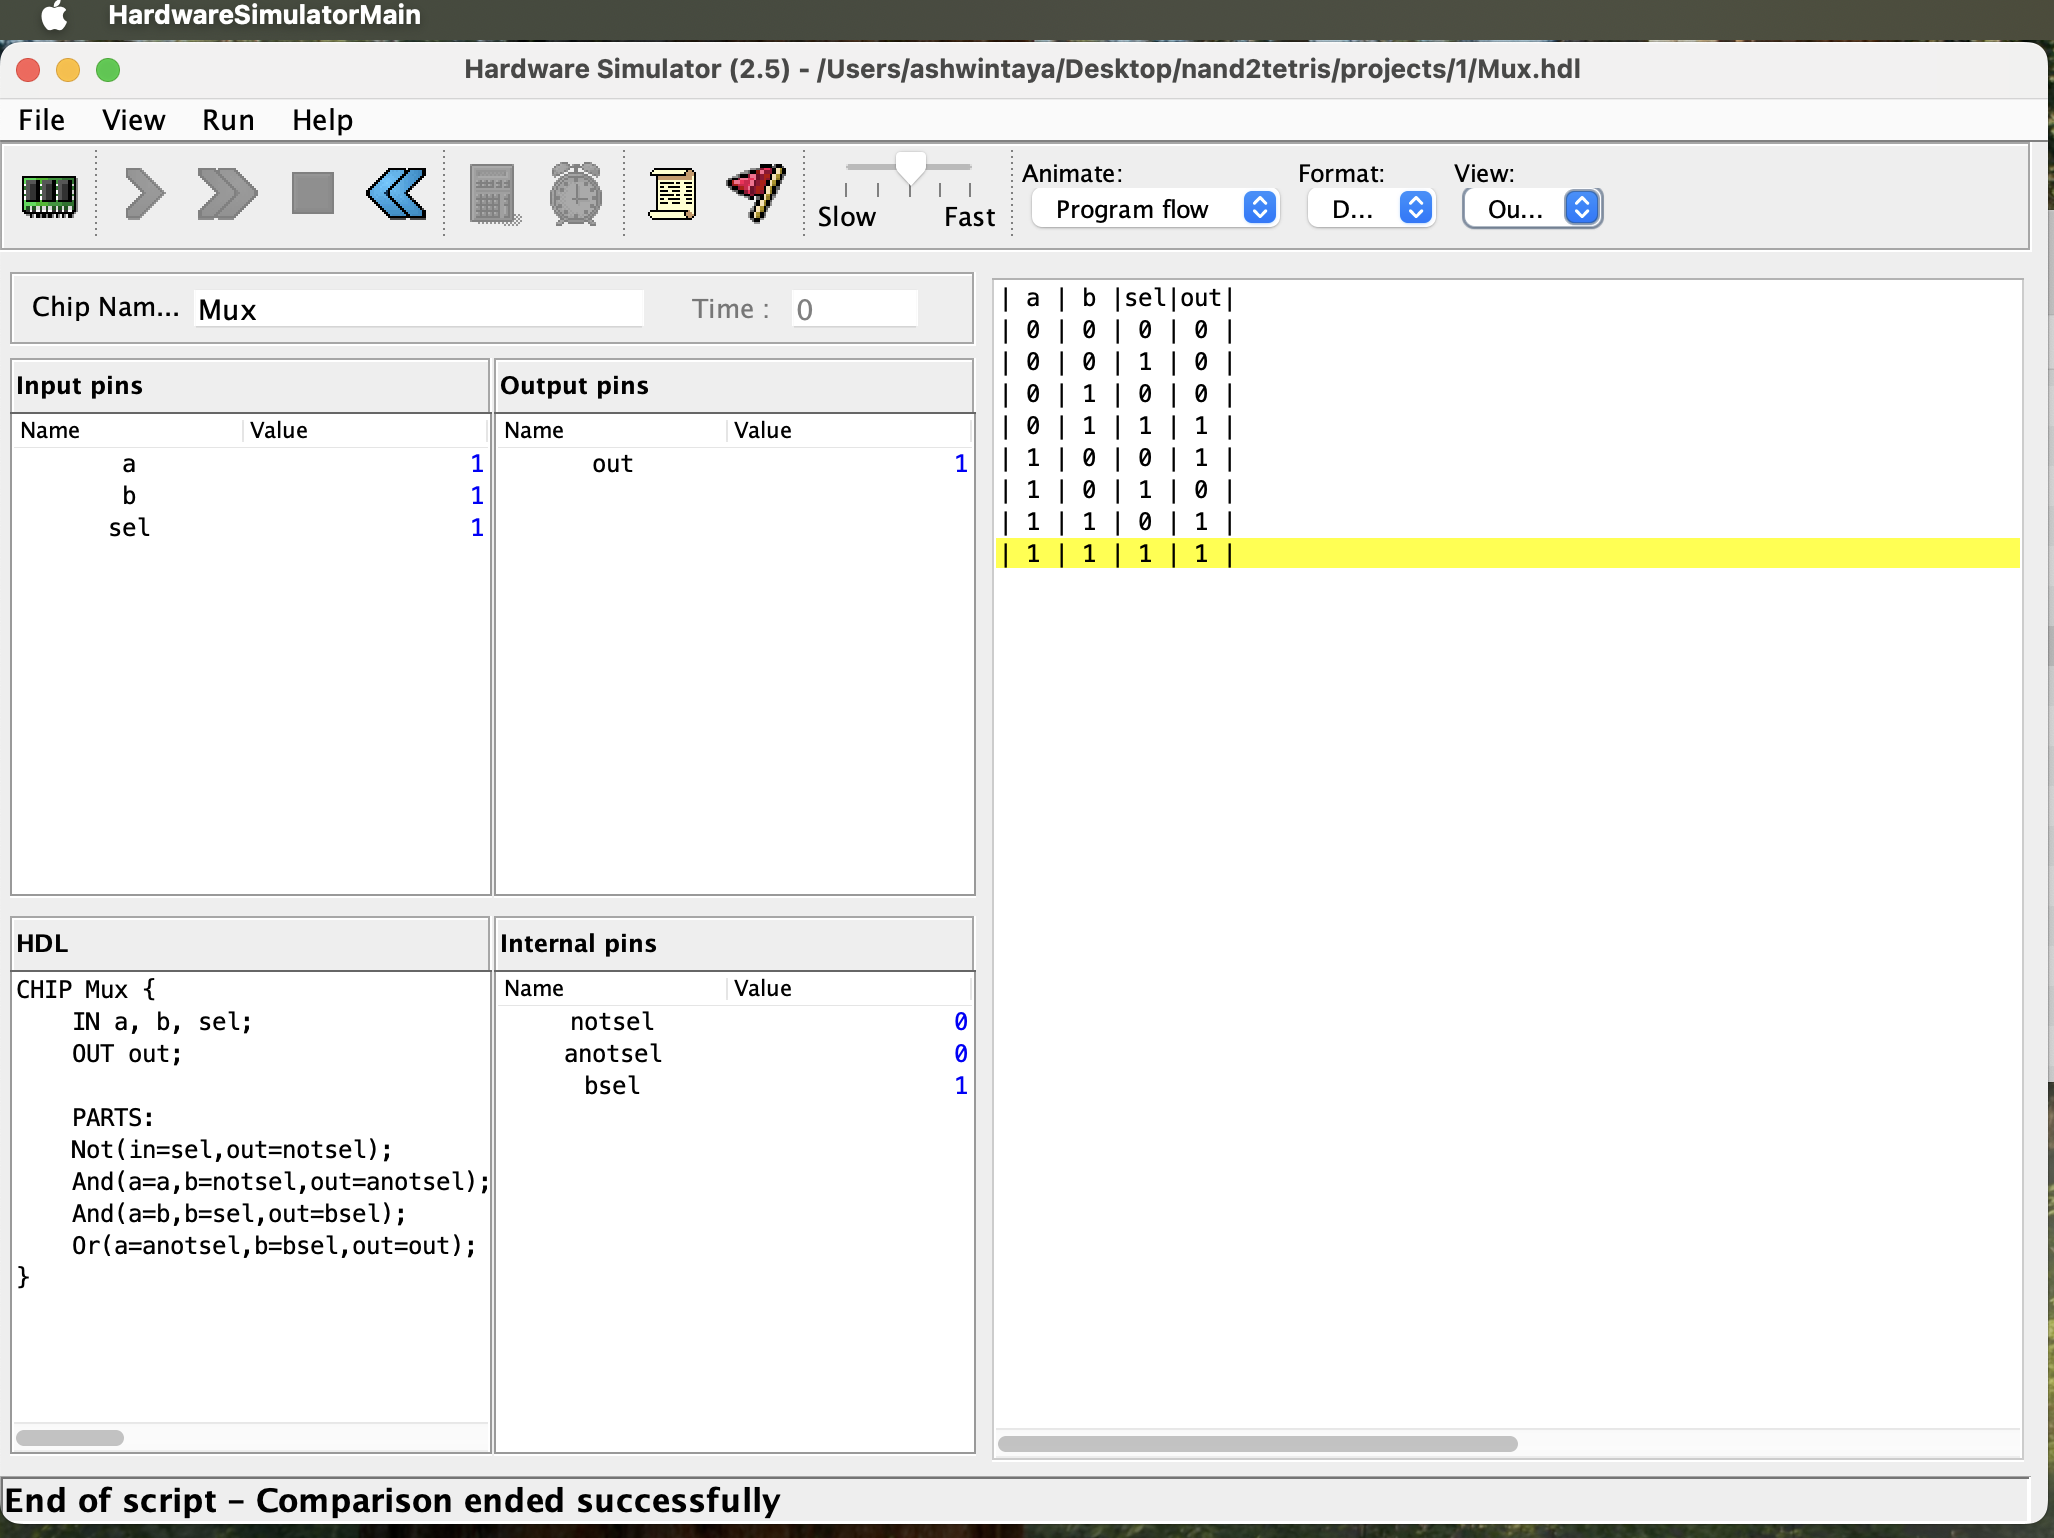 HardwareSimulatorMain
Hardware Simulator (2.5) - /Users/ashwintaya/Desktop/nand2tetris/projects/1/Mux.hdl
File View Run Help
Slow Fast
Animate: Format: View:
Program flow D... Ou...
Chip Nam... Mux Time : 0
Input pins
Name Value
a 1
b 1
sel 1
Output pins
Name Value
out 1
HDL
CHIP Mux {
    IN a, b, sel;
    OUT out;
    PARTS:
    Not(in=sel,out=notsel);
    And(a=a,b=notsel,out=anotsel);
    And(a=b,b=sel,out=bsel);
    Or(a=anotsel,b=bsel,out=out);
}
Internal pins
Name Value
notsel 0
anotsel 0
bsel 1
| a | b |sel|out|
| 0 | 0 | 0 | 0 |
| 0 | 0 | 1 | 0 |
| 0 | 1 | 0 | 0 |
| 0 | 1 | 1 | 1 |
| 1 | 0 | 0 | 1 |
| 1 | 0 | 1 | 0 |
| 1 | 1 | 0 | 1 |
| 1 | 1 | 1 | 1 |
End of script – Comparison ended successfully